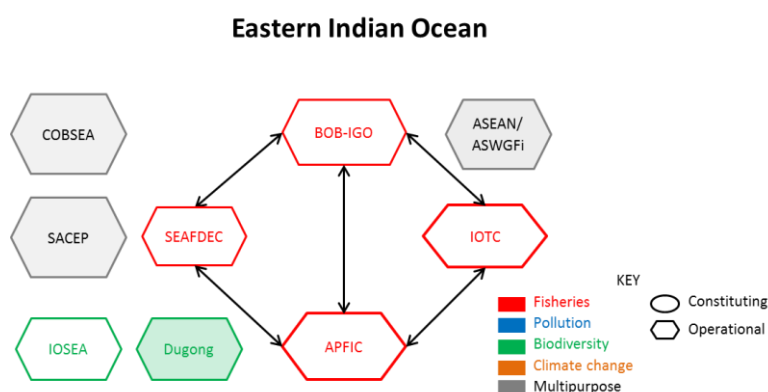 Eastern Indian Ocean
COBSEA
BOB-IGO
ASEAN/
ASWGFi
SACEP
SEAFDEC
IOTC
IOSEA
Dugong
APFIC
KEY
Fisheries
Pollution
Biodiversity
Climate change
Multipurpose
Constituting
Operational